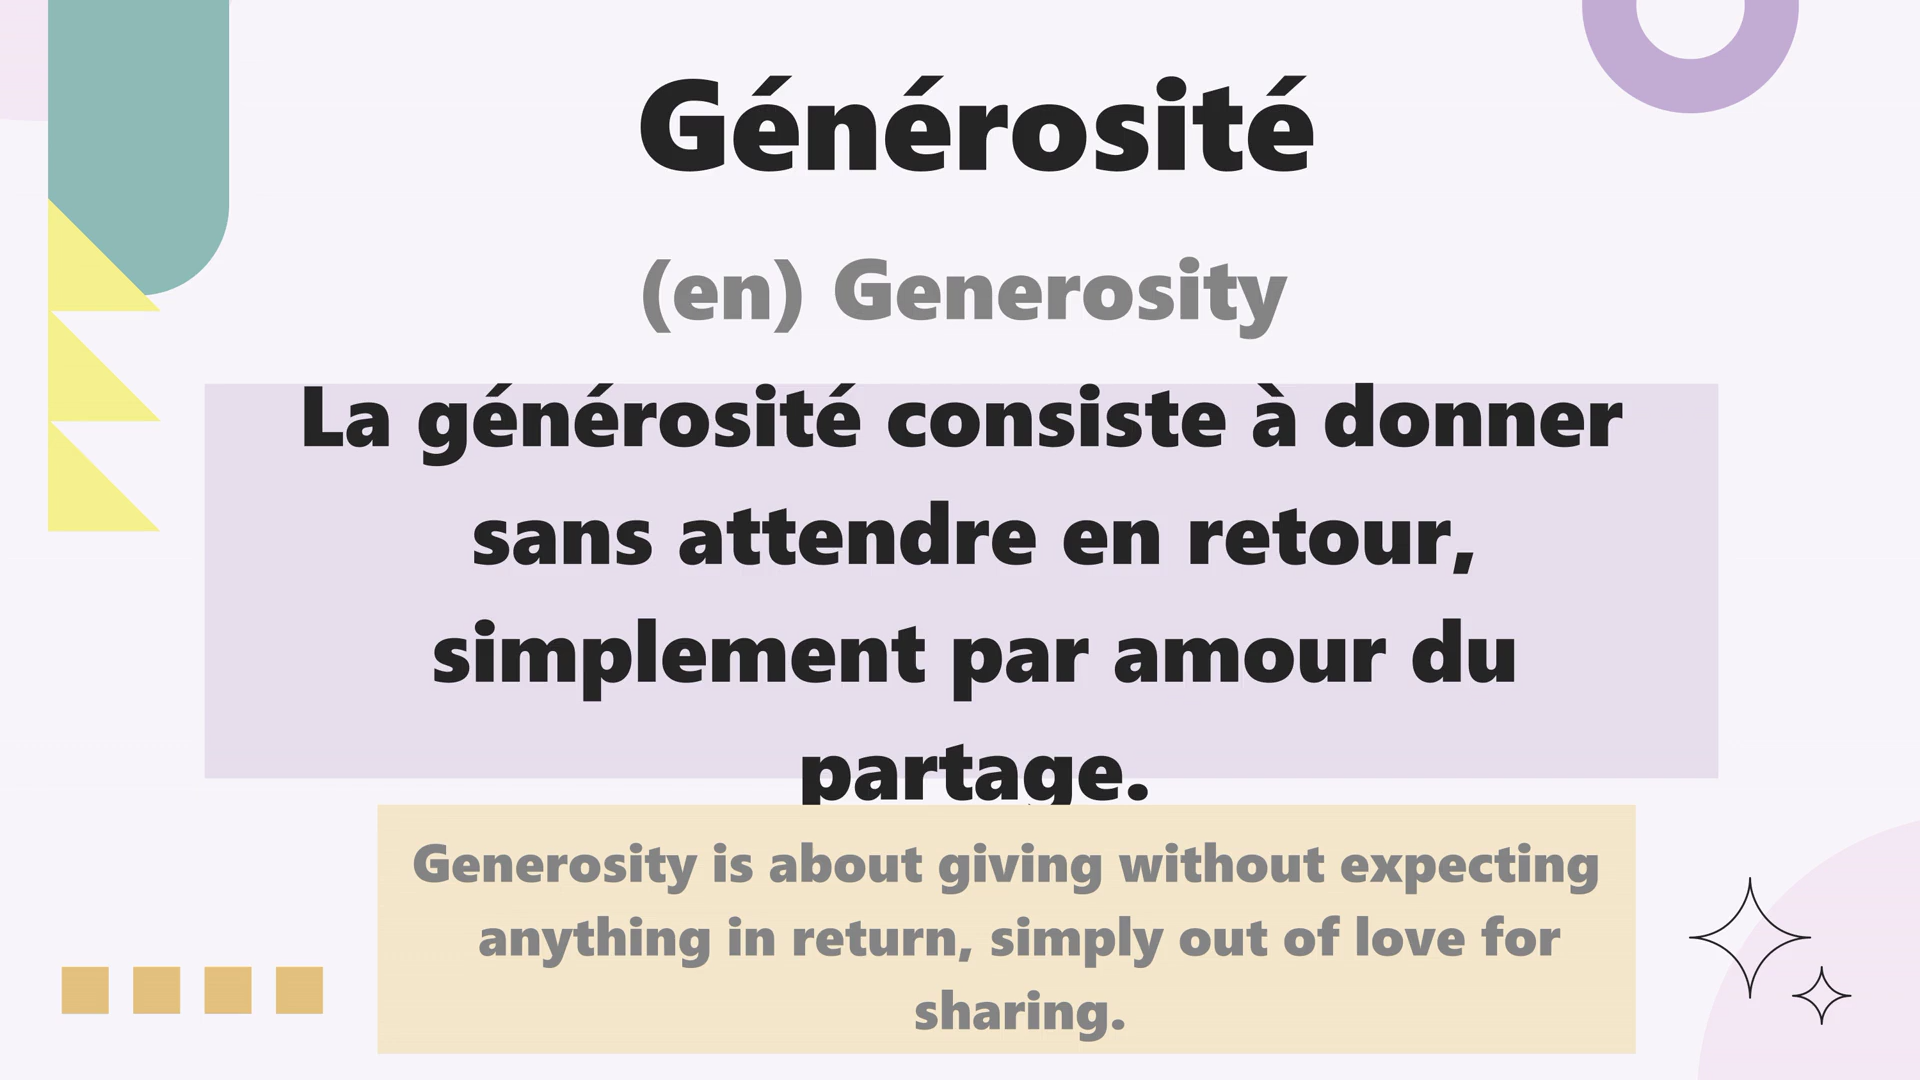 Générosité
(en) Generosity
La générosité consiste à donner
sans attendre en retour,
simplement par amour du
partage.
Generosity is about giving without expecting
anything in return, simply out of love for
sharing.